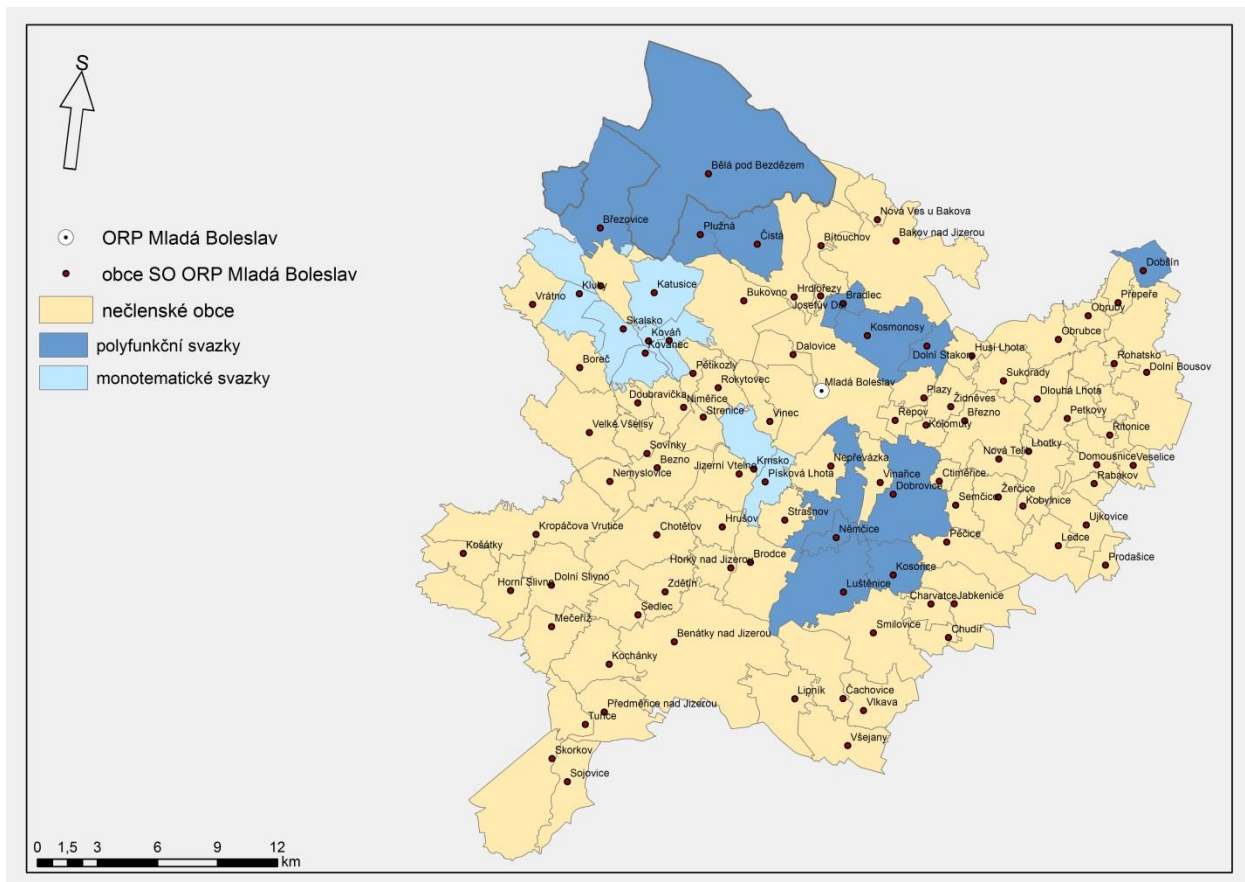 S
ORP Mladá Boleslav
obce SO ORP Mladá Boleslav
nečlenské obce
polyfunkční svazky
monotematické svazky
Bělá pod Bezdězem
Nová Ves u Bakova
Březovice
Plužná
Čistá
Bítouchov
Bakov nad Jizerou
Dobšín
Kluky
Katusice
Vrátno
Bukovno
Hrdlořezy
Josefův Důl
Bradlec
Přepeře
Obruby
Skalsko
Kováň
Kovanec
Kosmonosy
Obrubce
Dalovice
Dolní Stakory
Husí Lhota
Boreč
Pětikozly
Rohatsko
Dolní Bousov
Rokytovec
Mladá Boleslav
Sukorady
Doubravička
Niměřice
Strenice
Plazy
Židněves
Dlouhá Lhota
Vinec
Řepov
Kolomuty
Březno
Petkovy
Velké Všelisy
Řitonice
Sovínky
Bezno
Nepřevázka
Nová Telib
Lhotky
Nemyslovice
Jizerní Vtelno
Krnsko
Písková Lhota
Vinařice
Dobrovice
Ctiměřice
Domousnice
Veselice
Rabakov
Semčice
Žerčice
Kobylnice
Strašnov
Kropáčova Vrutice
Chotětov
Hrušov
Němčice
Ujkovice
Košátky
Pěčice
Ledce
Horky nad Jizerou
Brodce
Prodašice
Horní Slivno
Dolní Slivno
Zdětín
Luštěnice
Kosořice
Sedlec
Charvatce
Jabkenice
Mečeříž
Benátky nad Jizerou
Smilovice
Chudíř
Kochánky
Lipník
Čachovice
Vlkava
Předměřice nad Jizerou
Tuřice
Všejany
Skorkov
Sojovice
0 1,5 3 6 9 12
km